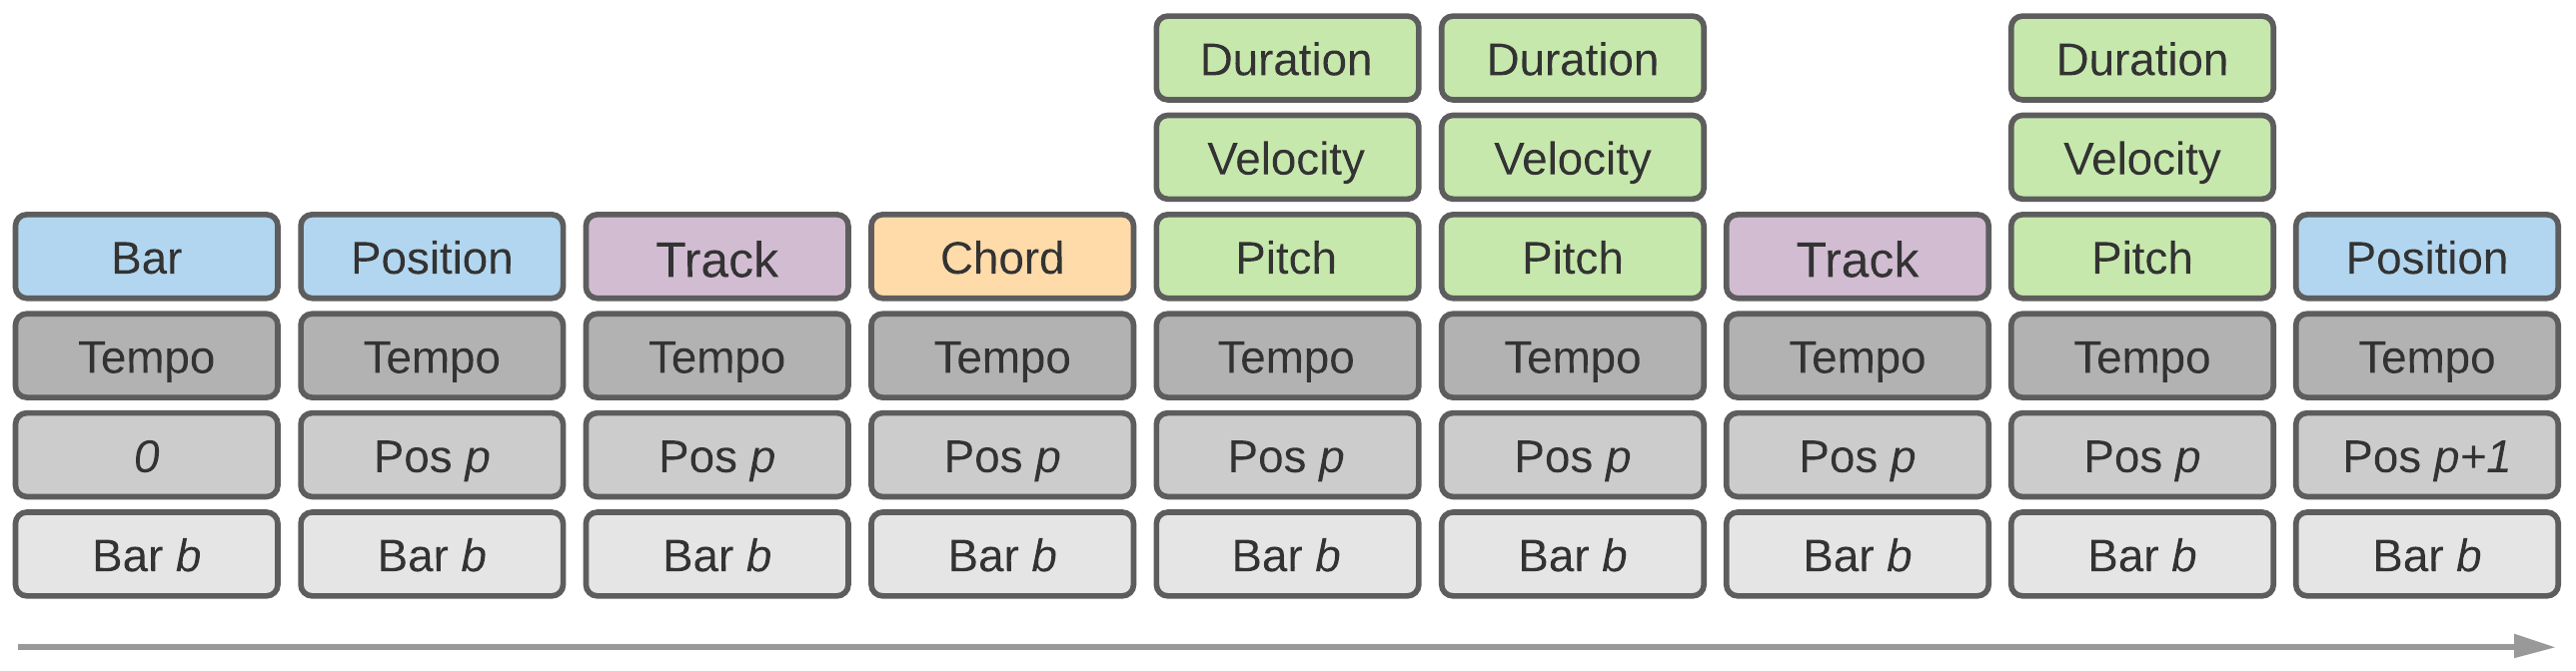 Duration Duration Duration
Velocity Velocity Velocity
Bar Position Track Chord Pitch Pitch Track Pitch Position
Tempo Tempo Tempo Tempo Tempo Tempo Tempo Tempo Tempo
0 Pos p Pos p Pos p Pos p Pos p Pos p Pos p Pos p+1
Bar b Bar b Bar b Bar b Bar b Bar b Bar b Bar b Bar b